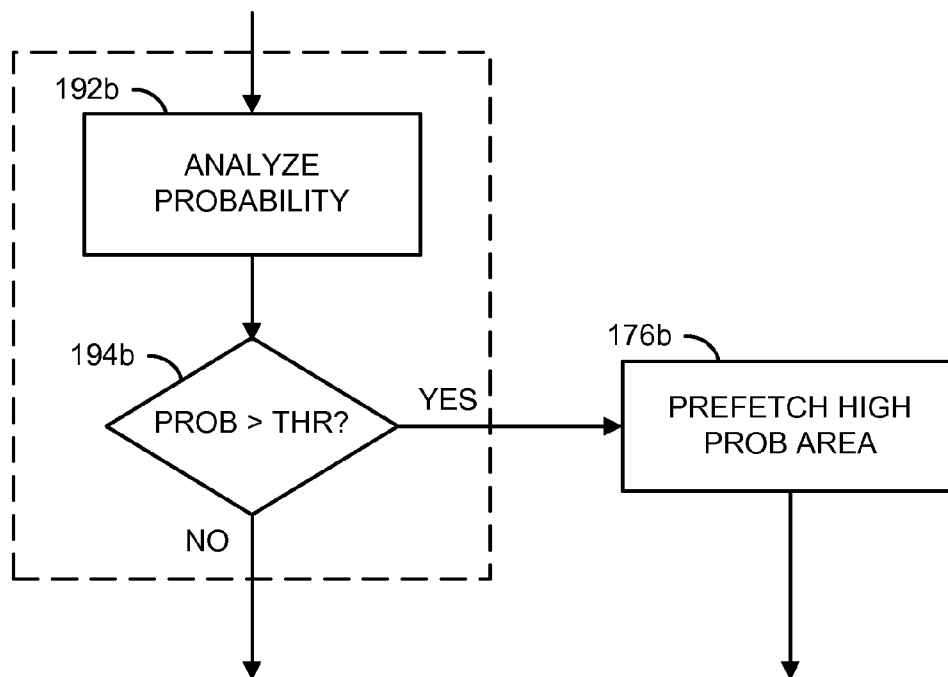 192b
ANALYZE
PROBABILITY
194b
PROB > THR?
YES
NO
176b
PREFETCH HIGH
PROB AREA